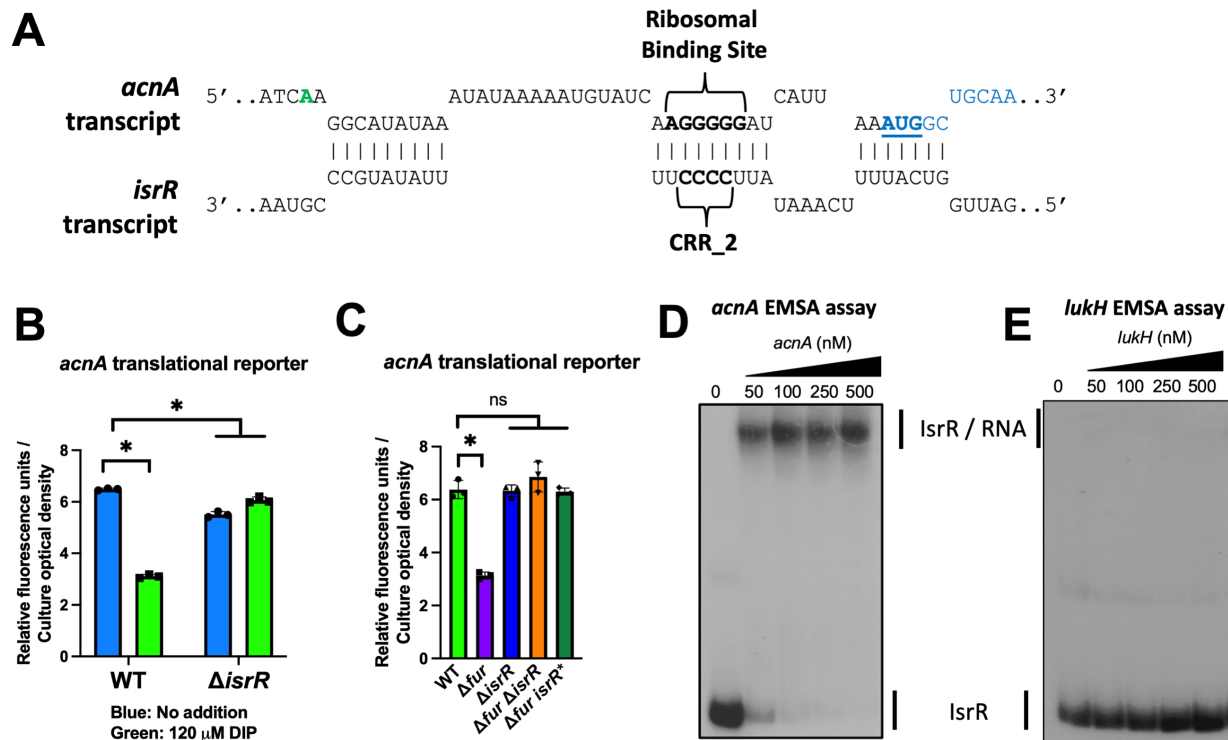 A
Ribosomal
Binding Site
acnA
transcript
5’ ..ATCAA
AUAUAAAAAUGUAUC
CAUU
UGCAA..3’
GGCAUAUAA
AAGGGGGAU
AAAUGGC
CCGUAUAUU
UUCCCCUUA
UUUACUG
isrR
transcript
3’ ..AAUGC
UAAACU
GUUAG..5’
CRR_2
B
acnA translational reporter
*
*
Relative fluorescence units /
Culture optical density
8
6
4
2
0
WT
ΔisrR
Blue: No addition
Green: 120 μM DIP
C
acnA translational reporter
ns
*
Relative fluorescence units /
Culture optical density
8
6
4
2
0
WT
Δfur
ΔisrR
Δfur ΔisrR
Δfur isrR*
D
acnA EMSA assay
acnA (nM)
0 50 100 250 500
IsrR / RNA
IsrR
E
lukH EMSA assay
lukH (nM)
0 50 100 250 500